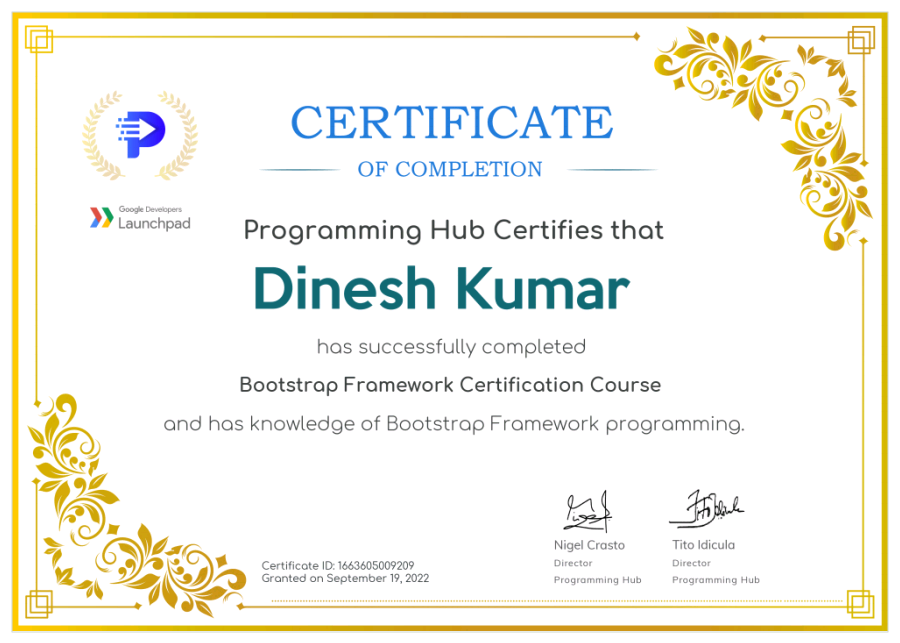 CERTIFICATE
OF COMPLETION
Google Developers
Launchpad
Programming Hub Certifies that
Dinesh Kumar
has successfully completed
Bootstrap Framework Certification Course
and has knowledge of Bootstrap Framework programming.
Certificate ID: 1663605009209
Granted on September 19, 2022
Nigel Crasto
Director
Programming Hub
Tito Idicula
Director
Programming Hub